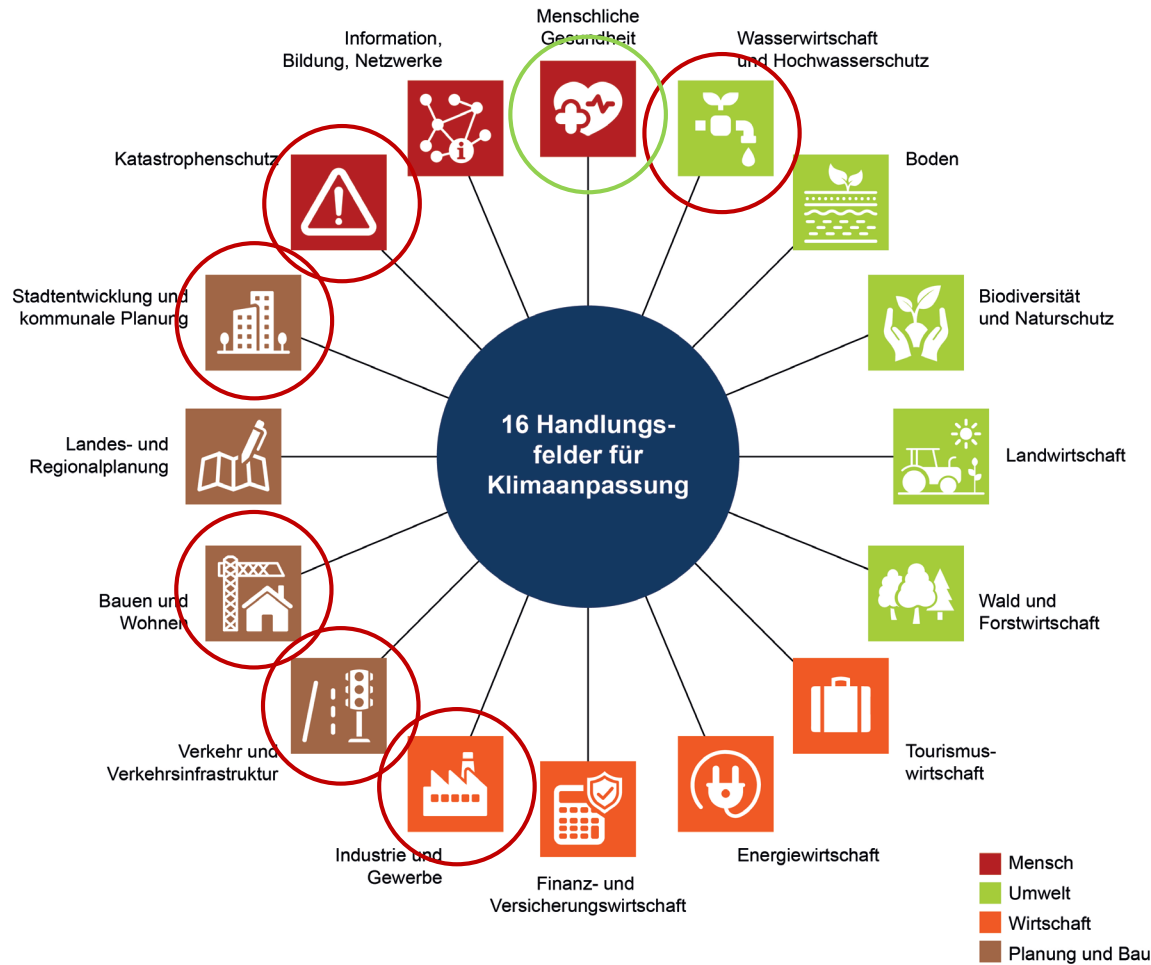 Menschliche
Gesundheit
Wasserwirtschaft
und Hochwasserschutz
Boden
Biodiversität
und Naturschutz
Landwirtschaft
Wald und
Forstwirtschaft
Tourismus-
wirtschaft
Energiewirtschaft
Finanz- und
Versicherungswirtschaft
Industrie und
Gewerbe
Verkehr und
Verkehrsinfrastruktur
Bauen und
Wohnen
Landes- und
Regionalplanung
Stadtentwicklung und
kommunale Planung
Katastrophenschutz
Information,
Bildung, Netzwerke
16 Handlungs-
felder für
Klimaanpassung
Mensch
Umwelt
Wirtschaft
Planung und Bau